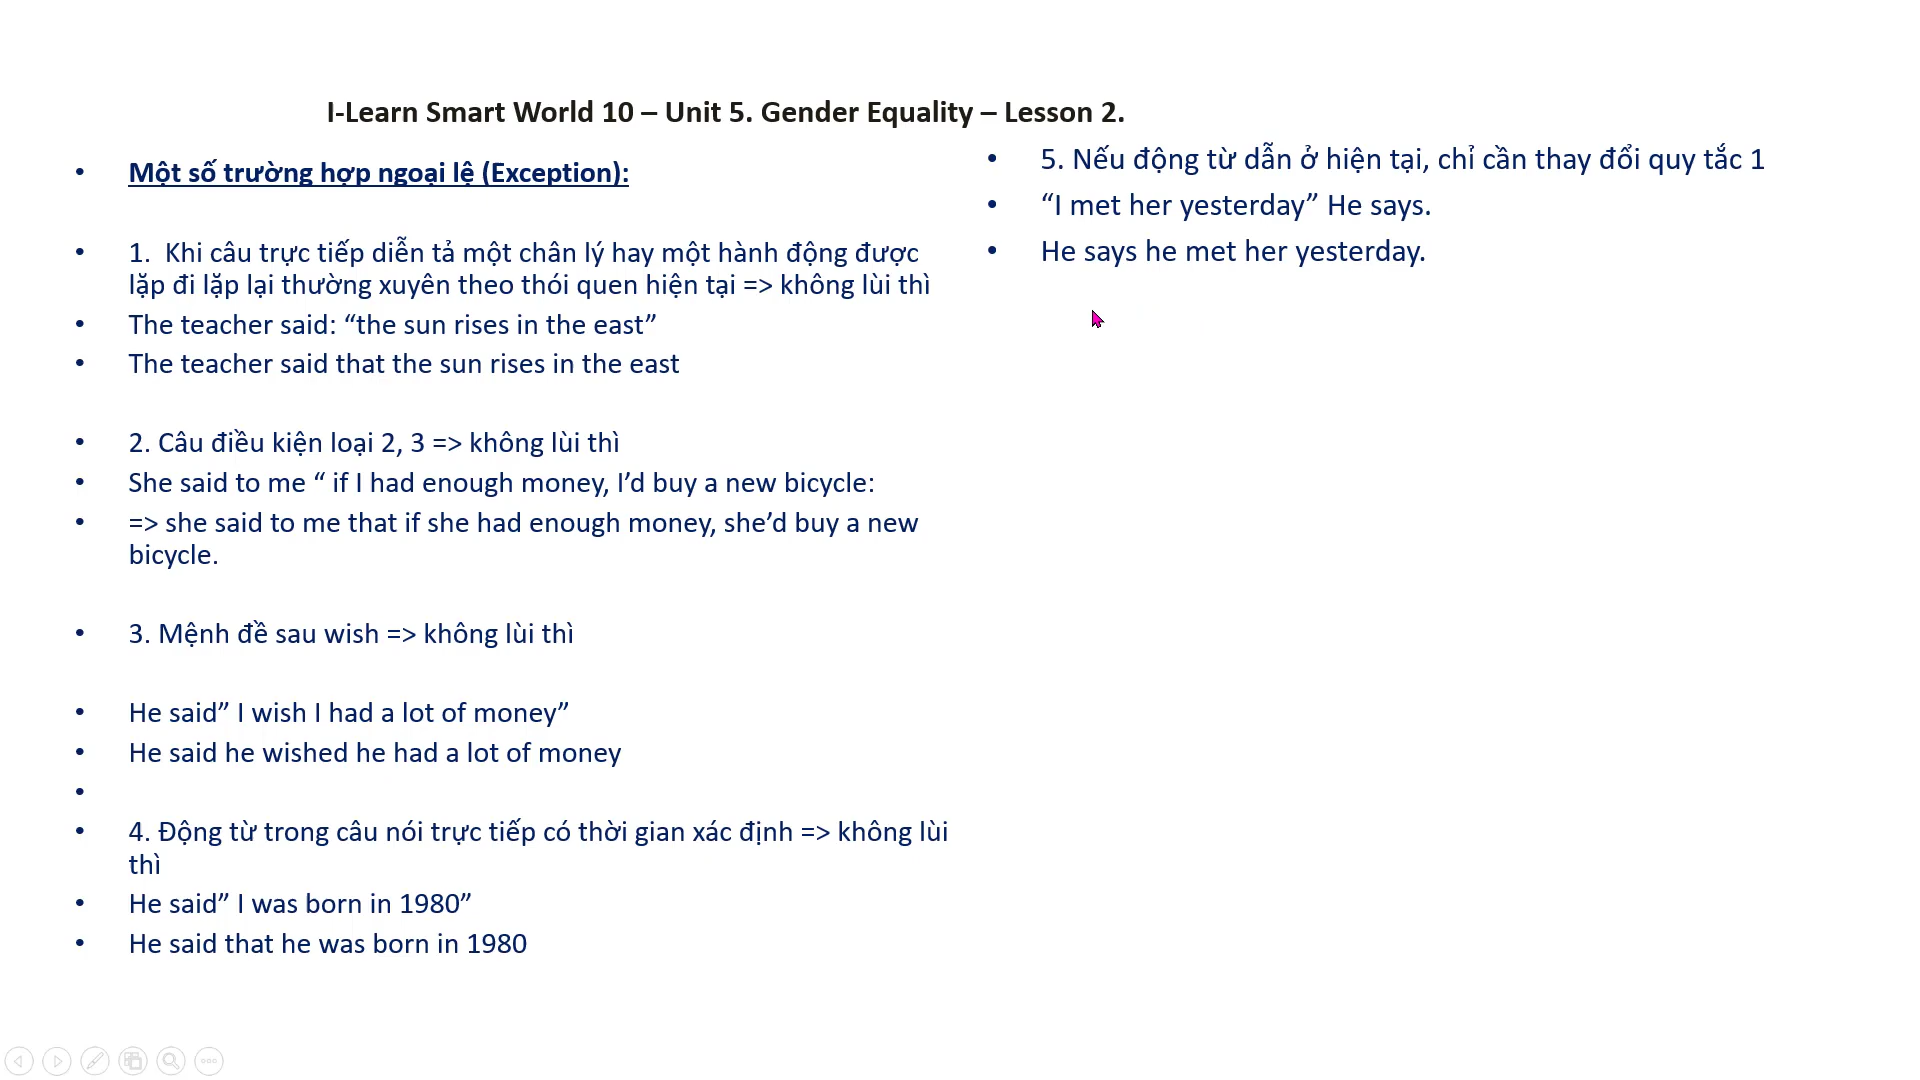 I-Learn Smart World 10 – Unit 5. Gender Equality – Lesson 2.
• Một số trường hợp ngoại lệ (Exception):
• 1.  Khi câu trực tiếp diễn tả một chân lý hay một hành động được
lặp đi lặp lại thường xuyên theo thói quen hiện tại => không lùi thì
• The teacher said: “the sun rises in the east”
• The teacher said that the sun rises in the east
• 2. Câu điều kiện loại 2, 3 => không lùi thì
• She said to me “ if I had enough money, I’d buy a new bicycle:
• => she said to me that if she had enough money, she’d buy a new
bicycle.
• 3. Mệnh đề sau wish => không lùi thì
• He said” I wish I had a lot of money”
• He said he wished he had a lot of money
•
• 4. Động từ trong câu nói trực tiếp có thời gian xác định => không lùi
thì
• He said” I was born in 1980”
• He said that he was born in 1980
• 5. Nếu động từ dẫn ở hiện tại, chỉ cần thay đổi quy tắc 1
• “I met her yesterday” He says.
• He says he met her yesterday.